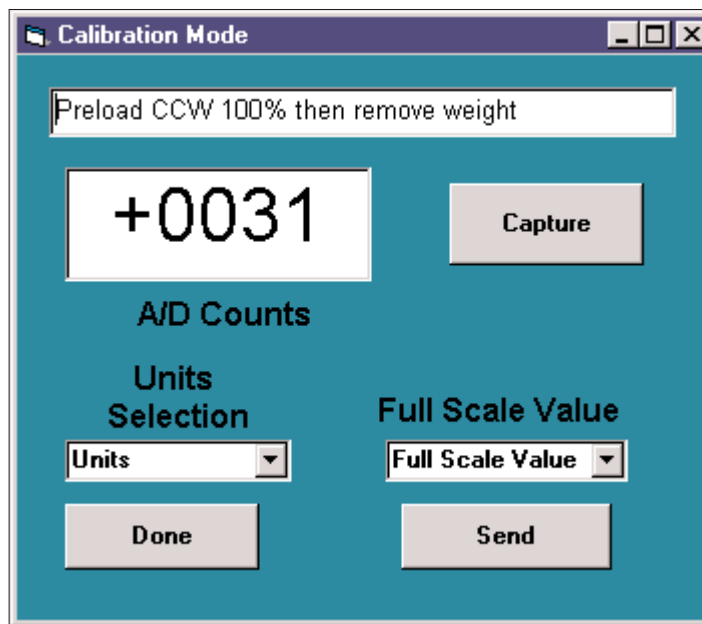 Calibration Mode
Preload CCW 100% then remove weight
+0031
Capture
A/D Counts
Units
Selection
Full Scale Value
Units
Full Scale Value
Done
Send